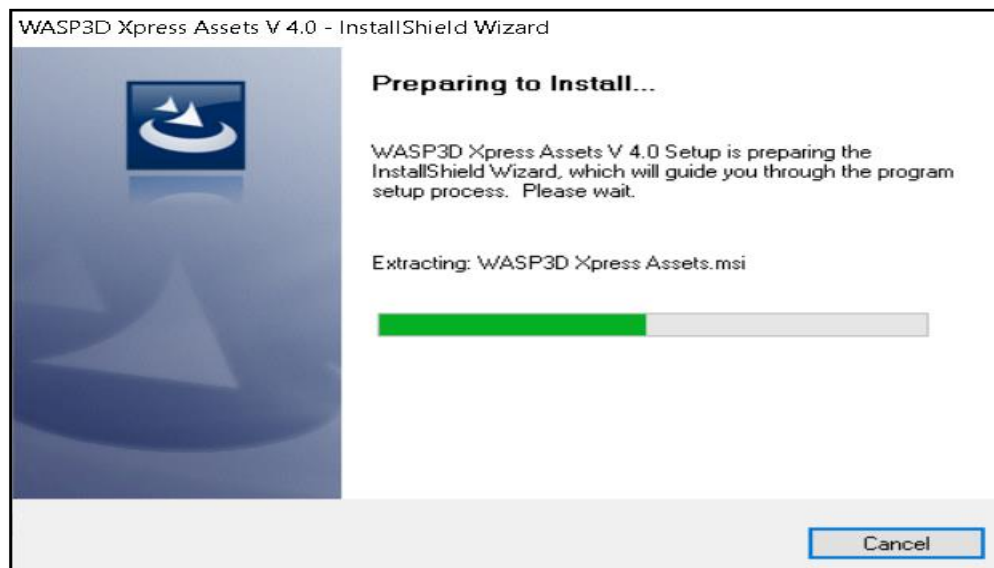 WASP3D Xpress Assets V 4.0 - InstallShield Wizard
Preparing to Install...
WASP3D Xpress Assets V 4.0 Setup is preparing the
InstallShield Wizard, which will guide you through the program
setup process. Please wait.
Extracting: WASP3D Xpress Assets.msi
Cancel